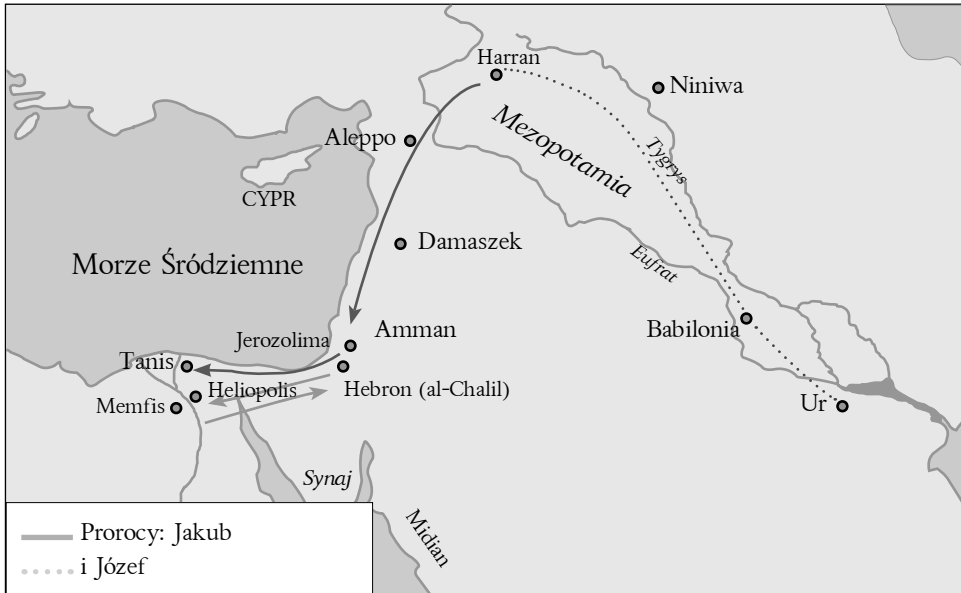 Harran
Niniwa
Aleppo
Mezopotamia
Tygrys
CYPR
Damaszek
Morze Śródziemne
Eufrat
Babilonia
Jerozolima
Amman
Tanis
Heliopolis
Hebron (al-Chalil)
Memfis
Ur
Synaj
Midian
Prorocy: Jakub
i Józef